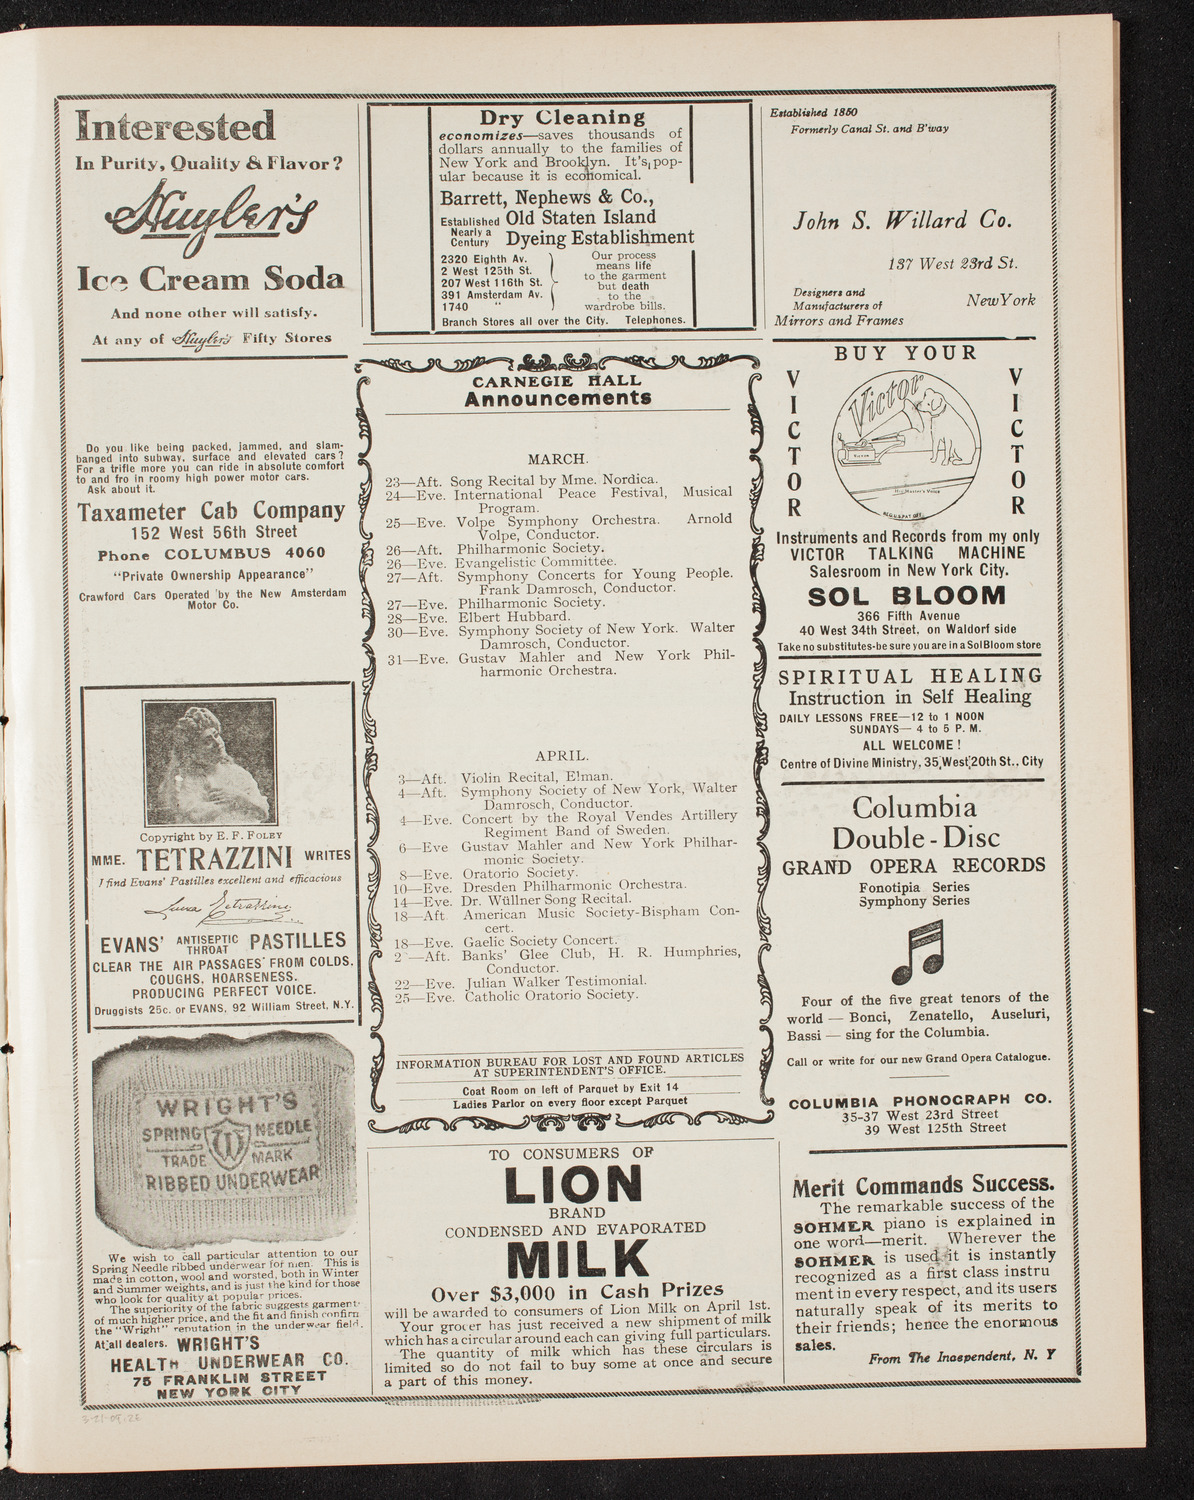 Interested
In Purity, Quality & Flavor?
Huyler's
Ice Cream Soda
And none other will satisfy.
At any of Huyler's Fifty Stores
Do you like being packed, jammed, and slam-
banged into subway, surface and elevated cars?
For a trifle more you can ride in absolute comfort
to and fro in roomy high power motor cars.
Ask about it.
Taxameter Cab Company
152 West 56th Street
Phone COLUMBUS 4060
"Private Ownership Appearance"
Crawford Cars Operated by the New Amsterdam
Motor Co.
Copyright by E. F. FOLEY
MME. TETRAZZINI WRITES
I find Evans' Pastilles excellent and efficacious
Luisa Tetrazzini
EVANS' ANTISEPTIC THROAT PASTILLES
CLEAR THE AIR PASSAGES FROM COLDS,
COUGHS, HOARSENESS.
PRODUCING PERFECT VOICE.
Druggists 25c. or EVANS, 92 William Street, N.Y.
WRIGHT'S
SPRING NEEDLE
W
TRADE MARK
RIBBED UNDERWEAR
We wish to call particular attention to our
Spring Needle ribbed underwear for men. This is
made in cotton, wool and worsted, both in Winter
and Summer weights, and is just the kind for those
who look for quality at popular prices.
The superiority of the fabric suggests garment-
of much higher price, and the fit and finish confirm
the "Wright" reputation in the underwear field.
At all dealers. WRIGHT'S
HEALTH UNDERWEAR CO.
75 FRANKLIN STREET
NEW YORK CITY
3-21-09, 2E
Dry Cleaning
economizes—saves thousands of
dollars annually to the families of
New York and Brooklyn. It's pop-
ular because it is economical.
Barrett, Nephews & Co.,
Established Nearly a Century Old Staten Island
Dyeing Establishment
2320 Eighth Av.
2 West 125th St.
207 West 116th St.
391 Amsterdam Av.
1740 "
Our process
means life
to the garment
but death
to the
wardrobe bills.
Branch Stores all over the City. Telephones.
CARNEGIE HALL
Announcements
MARCH.
23—Aft. Song Recital by Mme. Nordica.
24—Eve. International Peace Festival, Musical
Program.
25—Eve. Volpe Symphony Orchestra. Arnold
Volpe, Conductor.
26—Aft. Philharmonic Society.
26—Eve. Evangelistic Committee.
27—Aft. Symphony Concerts for Young People.
Frank Damrosch, Conductor.
27—Eve. Philharmonic Society.
28—Eve. Elbert Hubbard.
30—Eve. Symphony Society of New York. Walter
Damrosch, Conductor.
31—Eve. Gustav Mahler and New York Phil-
harmonic Orchestra.
APRIL.
3—Aft. Violin Recital, Elman.
4—Aft. Symphony Society of New York, Walter
Damrosch, Conductor.
4—Eve. Concert by the Royal Vendes Artillery
Regiment Band of Sweden.
6—Eve Gustav Mahler and New York Philhar-
monic Society.
8—Eve. Oratorio Society.
10—Eve. Dresden Philharmonic Orchestra.
14—Eve. Dr. Wüllner Song Recital.
18—Aft American Music Society-Bispham Con-
cert.
18—Eve. Gaelic Society Concert.
2 —Aft. Banks' Glee Club, H. R. Humphries,
Conductor.
22—Eve. Julian Walker Testimonial.
25—Eve. Catholic Oratorio Society.
INFORMATION BUREAU FOR LOST AND FOUND ARTICLES
AT SUPERINTENDENT'S OFFICE.
Coat Room on left of Parquet by Exit 14
Ladies Parlor on every floor except Parquet
TO CONSUMERS OF
LION
BRAND
CONDENSED AND EVAPORATED
MILK
Over $3,000 in Cash Prizes
will be awarded to consumers of Lion Milk on April 1st.
Your grocer has just received a new shipment of milk
which has a circular around each can giving full particulars.
The quantity of milk which has these circulars is
limited so do not fail to buy some at once and secure
a part of this money.
Established 1850
Formerly Canal St. and B'way
John S. Willard Co.
137 West 23rd St.
New York
Designers and
Manufacturers of
Mirrors and Frames
BUY YOUR
VICTOR
Victor
Victor
His Master's Voice
REG. U.S. PAT. OFF.
VICTOR
Instruments and Records from my only
VICTOR TALKING MACHINE
Salesroom in New York City.
SOL BLOOM
366 Fifth Avenue
40 West 34th Street, on Waldorf side
Take no substitutes-be sure you are in a Sol Bloom store
SPIRITUAL HEALING
Instruction in Self Healing
DAILY LESSONS FREE—12 to 1 NOON
SUNDAYS— 4 to 5 P. M.
ALL WELCOME!
Centre of Divine Ministry, 35 West 20th St., City
Columbia
Double-Disc
GRAND OPERA RECORDS
Fonotipia Series
Symphony Series
Four of the five great tenors of the
world — Bonci, Zenatello, Auseluri,
Bassi — sing for the Columbia.
Call or write for our new Grand Opera Catalogue.
COLUMBIA PHONOGRAPH CO.
35-37 West 23rd Street
39 West 125th Street
Merit Commands Success.
The remarkable success of the
SOHMER piano is explained in
one word—merit. Wherever the
SOHMER is used it is instantly
recognized as a first class instru
ment in every respect, and its users
naturally speak of its merits to
their friends; hence the enormous
sales.
From The Independent, N. Y